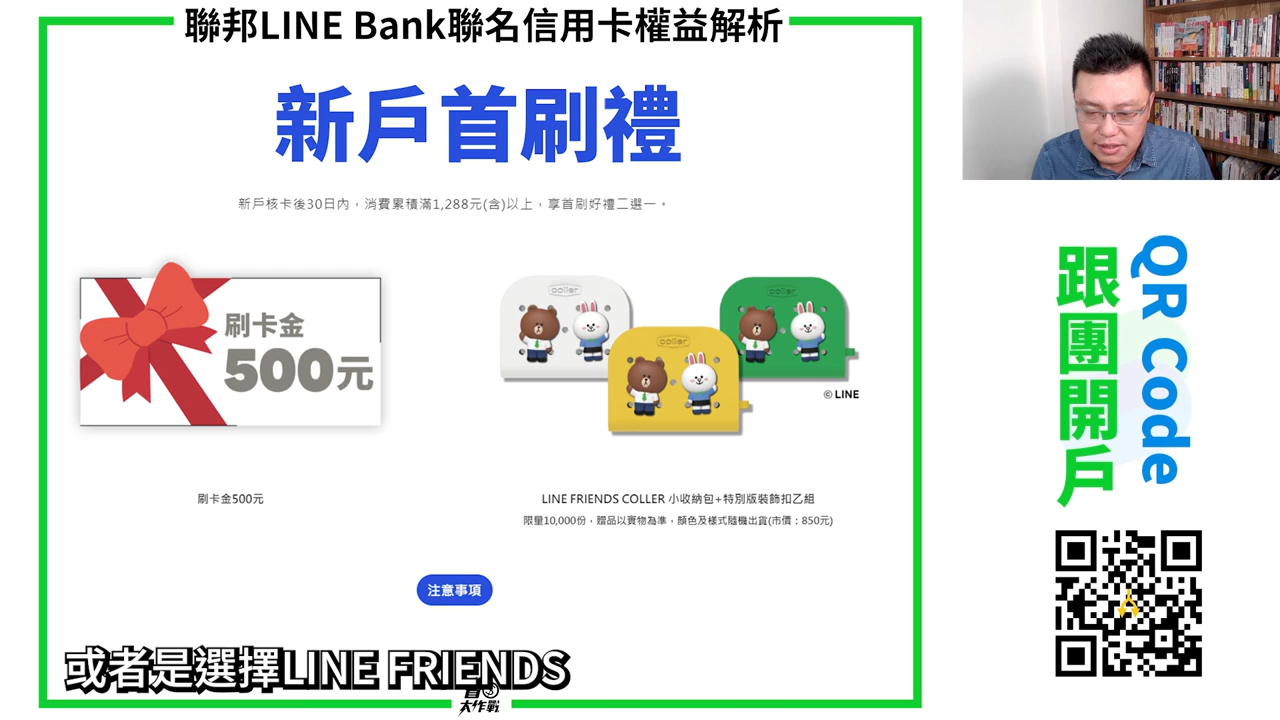 聯邦LINE Bank聯名信用卡權益解析
新戶首刷禮
新戶核卡後30日內，消費累積滿1,288元(含)以上，享首刷好禮二選一。
刷卡金
500元
coller
coller
coller
© LINE
刷卡金500元
LINE FRIENDS COLLER 小收納包+特別版裝飾扣乙組
限量10,000份，贈品以實物為準，顏色及樣式隨機出貨(市價：850元)
注意事項
或者是選擇LINE FRIENDS
大作戰
QR Code
跟團開戶